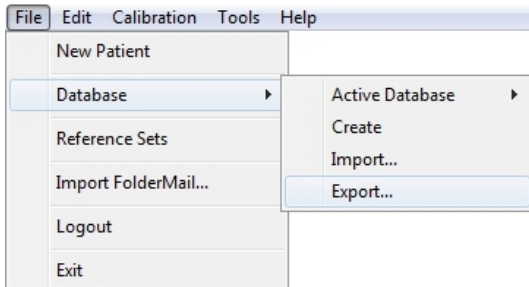 File Edit Calibration Tools Help
New Patient
Database
Reference Sets
Import FolderMail...
Logout
Exit
Active Database
Create
Import...
Export...